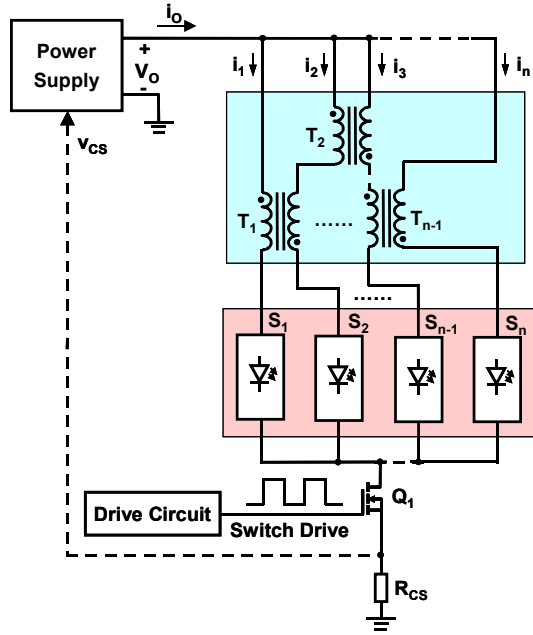 iO
Power Supply
+
VO
-
i1
i2
i3
in
vCS
T2
T1
......
Tn-1
......
S1
S2
Sn-1
Sn
Q1
Drive Circuit
Switch Drive
RCS